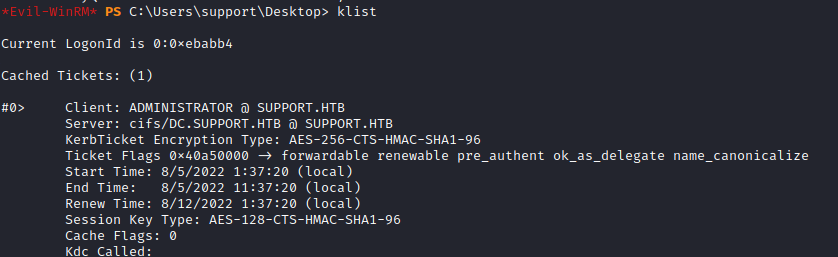 *Evil-WinRM* PS C:\Users\support\Desktop> klist
Current LogonId is 0:0×ebabb4
Cached Tickets: (1)
#0> Client: ADMINISTRATOR @ SUPPORT.HTB
Server: cifs/DC.SUPPORT.HTB @ SUPPORT.HTB
KerbTicket Encryption Type: AES-256-CTS-HMAC-SHA1-96
Ticket Flags 0×40a50000 → forwardable renewable pre_authent ok_as_delegate name_canonicalize
Start Time: 8/5/2022 1:37:20 (local)
End Time: 8/5/2022 11:37:20 (local)
Renew Time: 8/12/2022 1:37:20 (local)
Session Key Type: AES-128-CTS-HMAC-SHA1-96
Cache Flags: 0
Kdc Called: